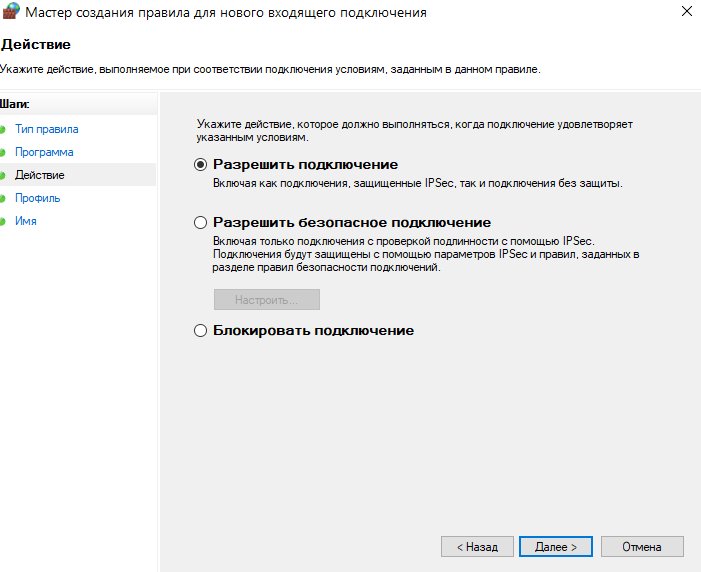 Мастер создания правила для нового входящего подключения
Действие
Укажите действие, выполняемое при соответствии подключения условиям, заданным в данном правиле.
Шаги:
Тип правила
Программа
Действие
Профиль
Имя
Укажите действие, которое должно выполняться, когда подключение удовлетворяет
указанным условиям.
Разрешить подключение
Включая как подключения, защищенные IPSec, так и подключения без защиты.
Разрешить безопасное подключение
Включая только подключения с проверкой подлинности с помощью IPSec.
Подключения будут защищены с помощью параметров IPSec и правил, заданных в
разделе правил безопасности подключений.
Настроить...
Блокировать подключение
< Назад
Далее >
Отмена